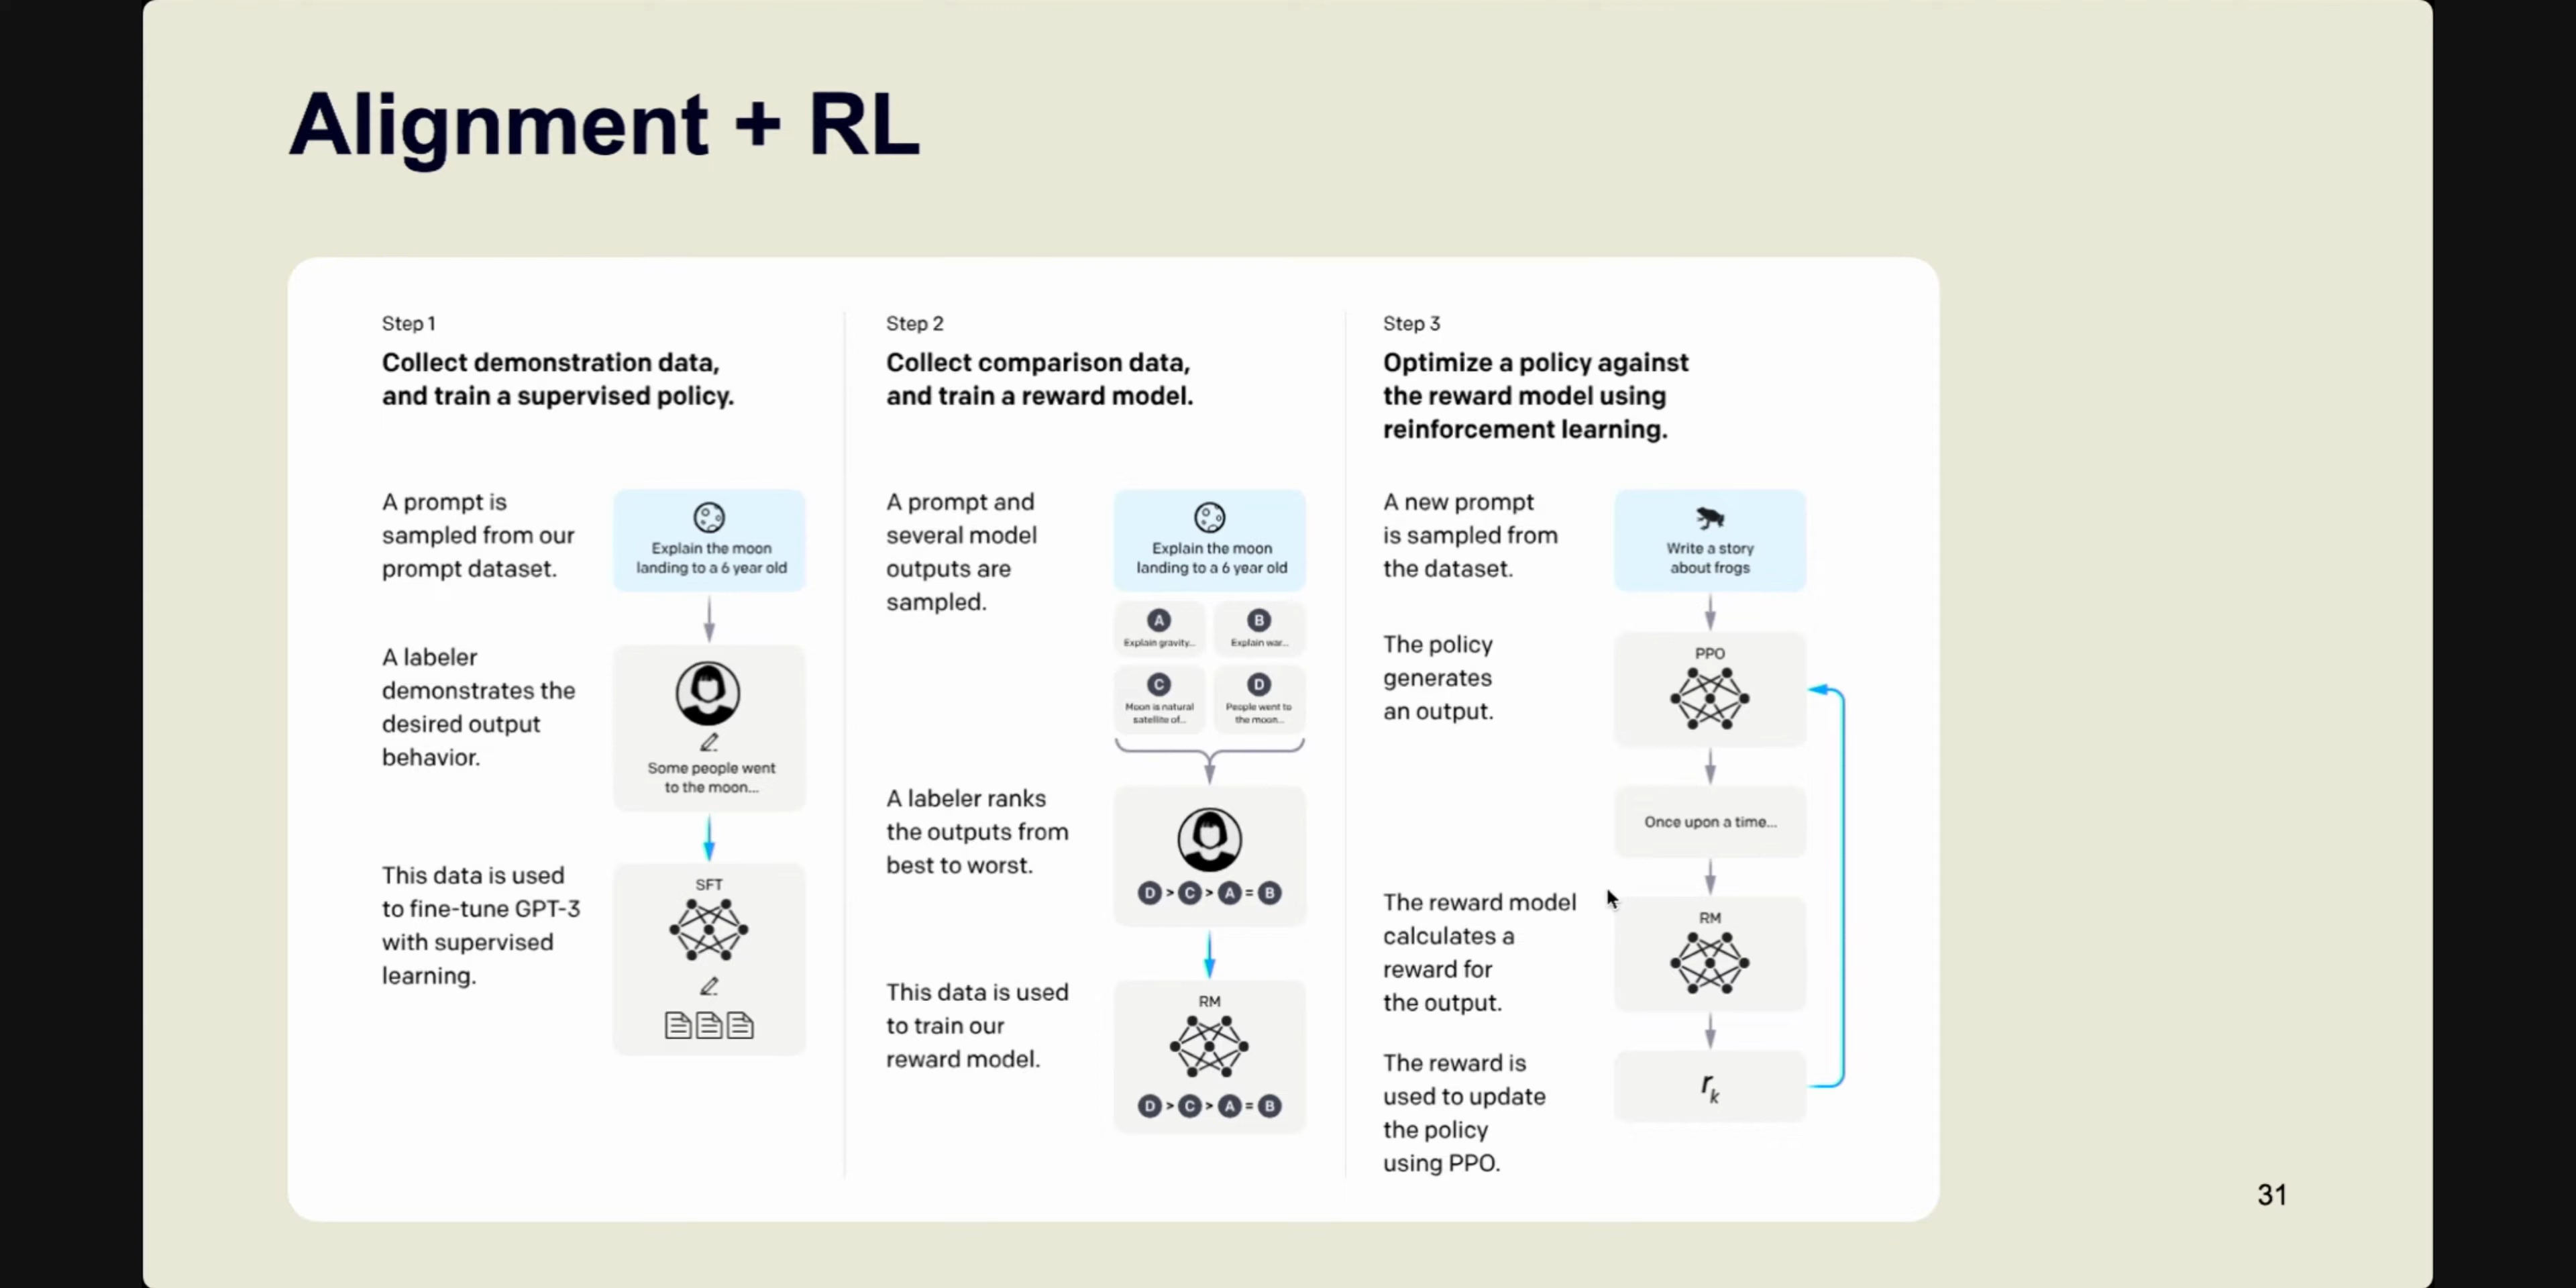 Alignment + RL
Step 1
Collect demonstration data,
and train a supervised policy.
A prompt is
sampled from our
prompt dataset.
Explain the moon
landing to a 6 year old
A labeler
demonstrates the
desired output
behavior.
Some people went
to the moon...
This data is used
to fine-tune GPT-3
with supervised
learning.
SFT
Step 2
Collect comparison data,
and train a reward model.
A prompt and
several model
outputs are
sampled.
Explain the moon
landing to a 6 year old
A
Explain gravity...
B
Explain war...
C
Moon is natural
satellite of...
D
People went to
the moon...
A labeler ranks
the outputs from
best to worst.
D > C > A = B
This data is used
to train our
reward model.
RM
D > C > A = B
Step 3
Optimize a policy against
the reward model using
reinforcement learning.
A new prompt
is sampled from
the dataset.
Write a story
about frogs
The policy
generates
an output.
PPO
Once upon a time...
The reward model
calculates a
reward for
the output.
RM
The reward is
used to update
the policy
using PPO.
rk
31